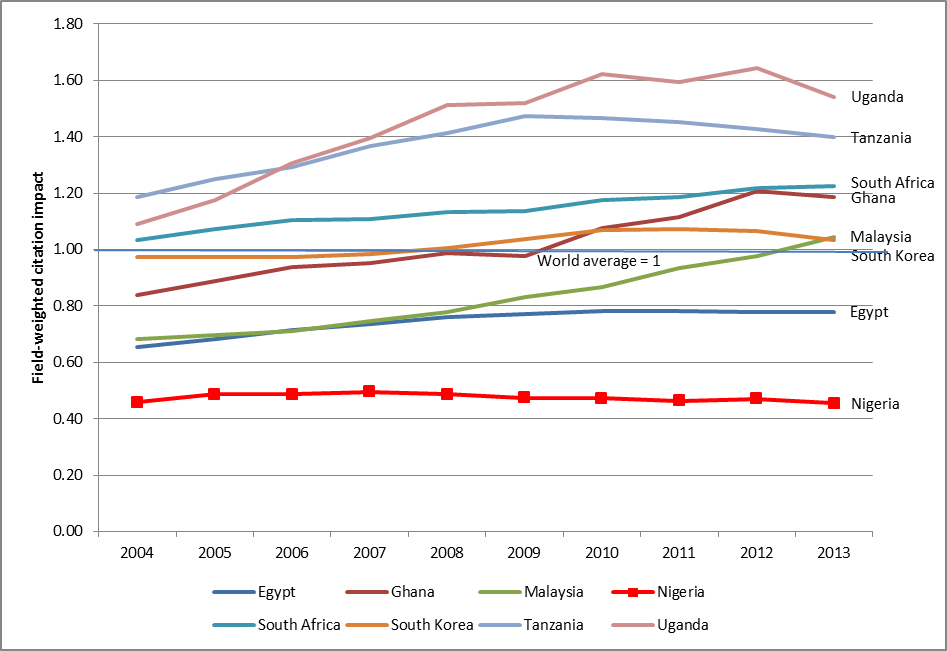 Field-weighted citation impact
1.80
1.60
1.40
1.20
1.00
0.80
0.60
0.40
0.20
0.00
Uganda
Tanzania
South Africa
Ghana
Malaysia
South Korea
World average = 1
Egypt
Nigeria
2004 2005 2006 2007 2008 2009 2010 2011 2012 2013
Egypt Ghana Malaysia Nigeria
South Africa South Korea Tanzania Uganda